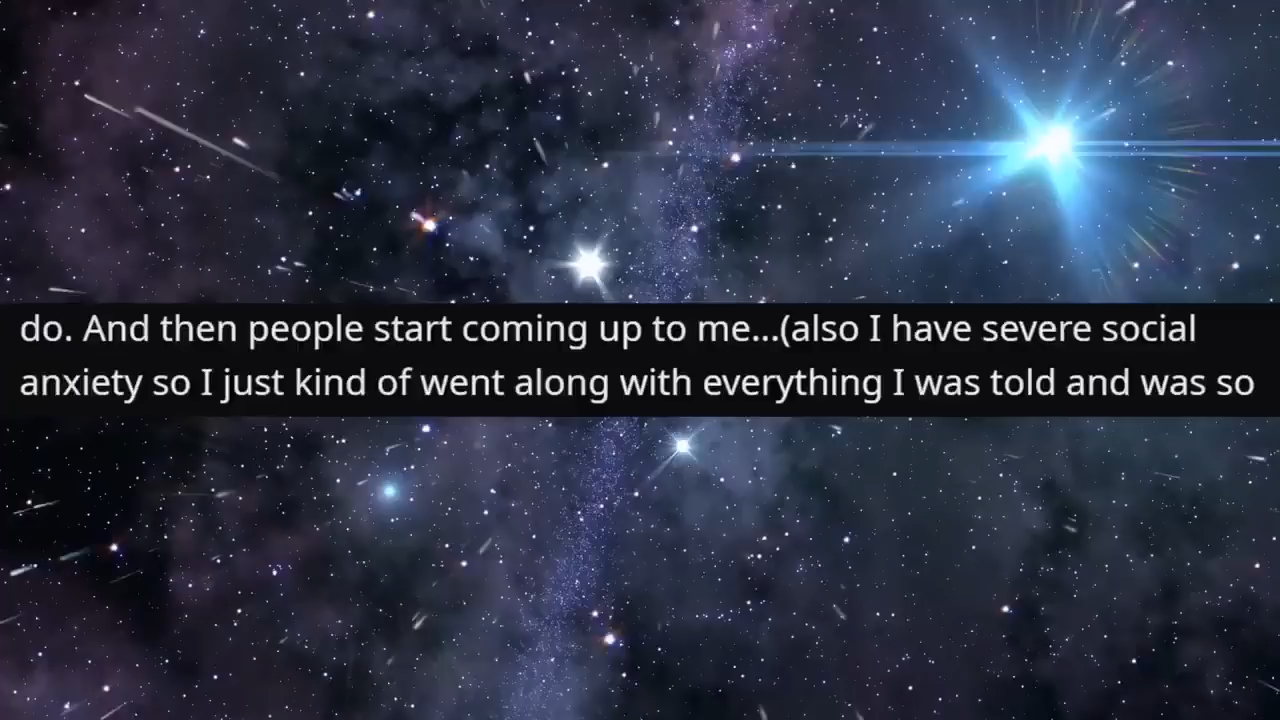 do. And then people start coming up to me...(also I have severe social
anxiety so I just kind of went along with everything I was told and was so